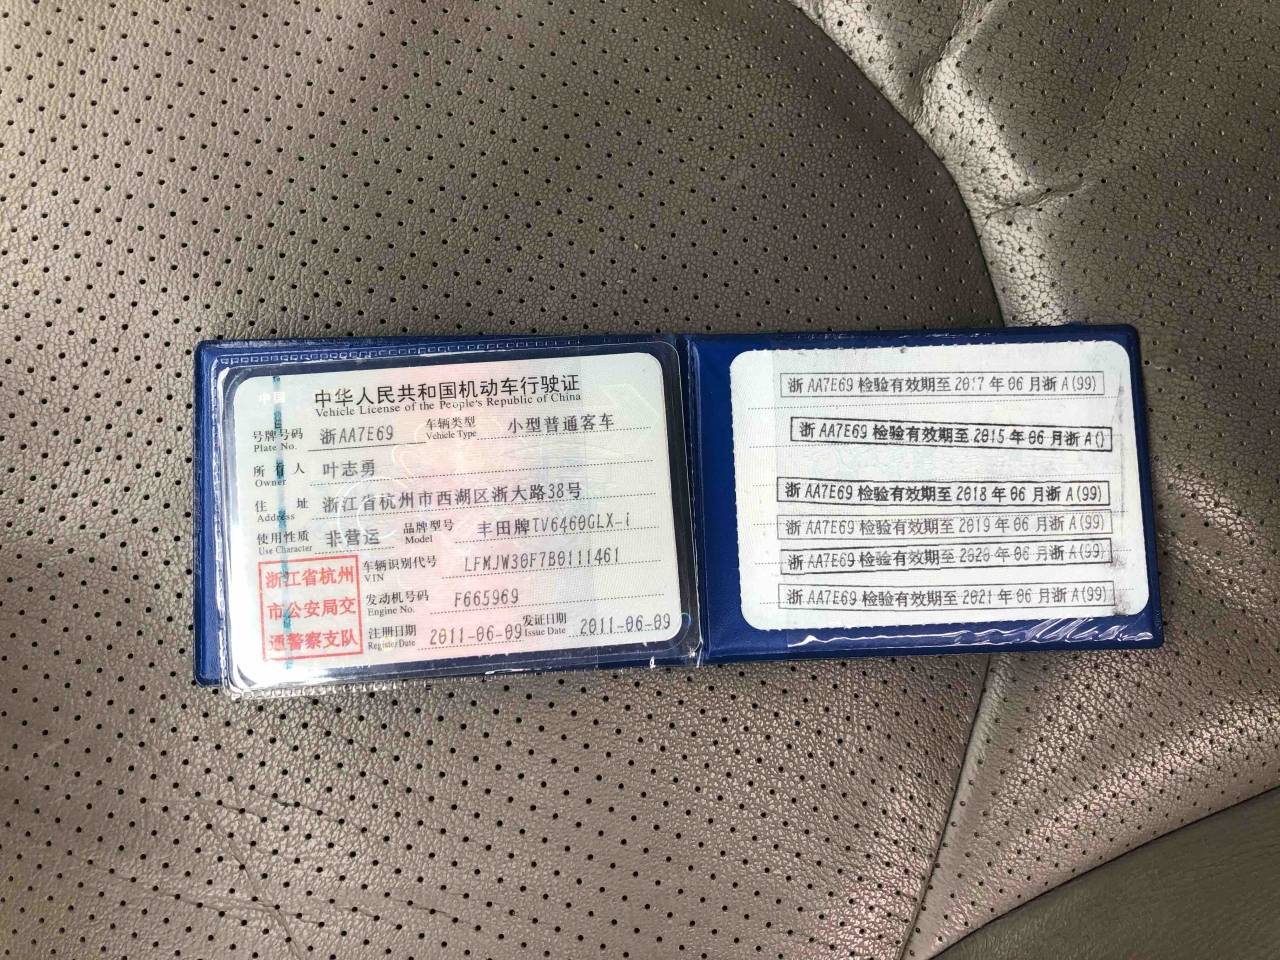 中国
中华人民共和国机动车行驶证
Vehicle License of the People's Republic of China
号牌号码 浙AA7E69 车辆类型 小型普通客车
Plate No. Vehicle Type
所有人 叶志勇
Owner
住址 浙江省杭州市西湖区浙大路38号
Address
使用性质 非营运 品牌型号 丰田牌TV6460GLX-i
Use Character Model
浙江省杭州
市公安局交
通警察支队
车辆识别代号 LFMJW30F7B0111461
VIN
发动机号码 F665969
Engine No.
注册日期 2011-06-09 发证日期 2011-06-09
Register Date Issue Date
浙AA7E69 检验有效期至2017年06月浙A(99)
浙AA7E69 检验有效期至2015年06月浙A()
浙AA7E69 检验有效期至2018年06月浙A(99)
浙AA7E69 检验有效期至2019年06月浙A(99)
浙AA7E69 检验有效期至2020年06月浙A(99)
浙AA7E69 检验有效期至2021年06月浙A(99)